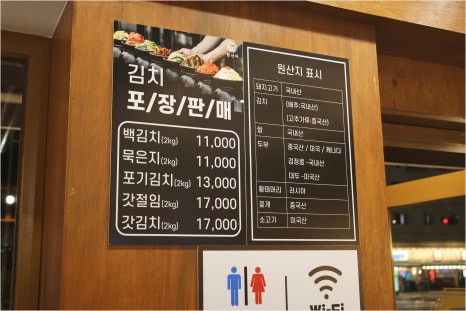 김치
포/장/판/매
백김치(2kg) 11,000
묵은지(2kg) 11,000
포기김치(2kg) 13,000
갓절임(2kg) 17,000
갓김치(2kg) 17,000
원산지 표시
돼지고기 국내산
김치 (배추:국내산)
(고추가루:중국산)
쌀 국내산
두부 중국산 / 미국 / 캐나다
검정콩 -국내산
대두 -미국산
황태머리 러시아
꽃게 중국산
소고기 미국산
Wi-Fi